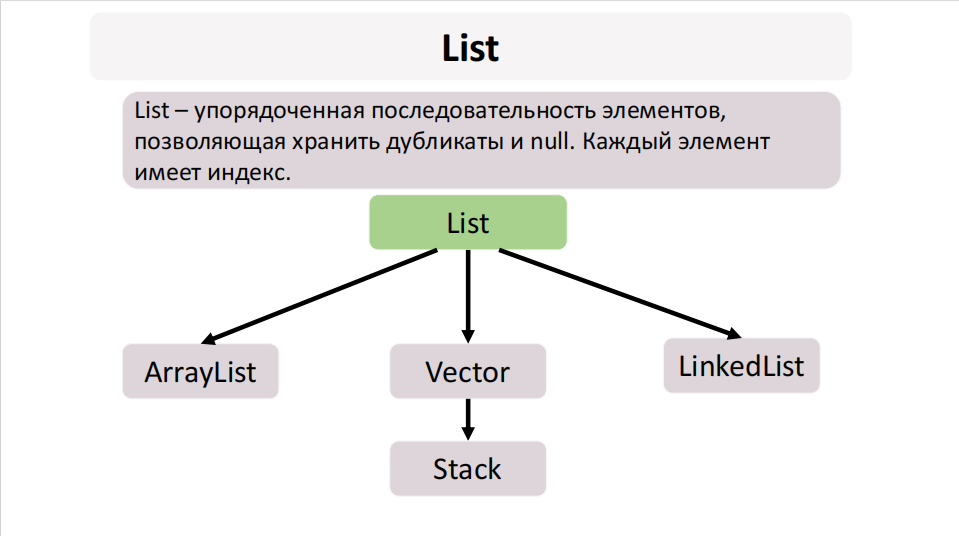 List
List – упорядоченная последовательность элементов,
позволяющая хранить дубликаты и null. Каждый элемент
имеет индекс.
List
ArrayList
Vector
LinkedList
Stack